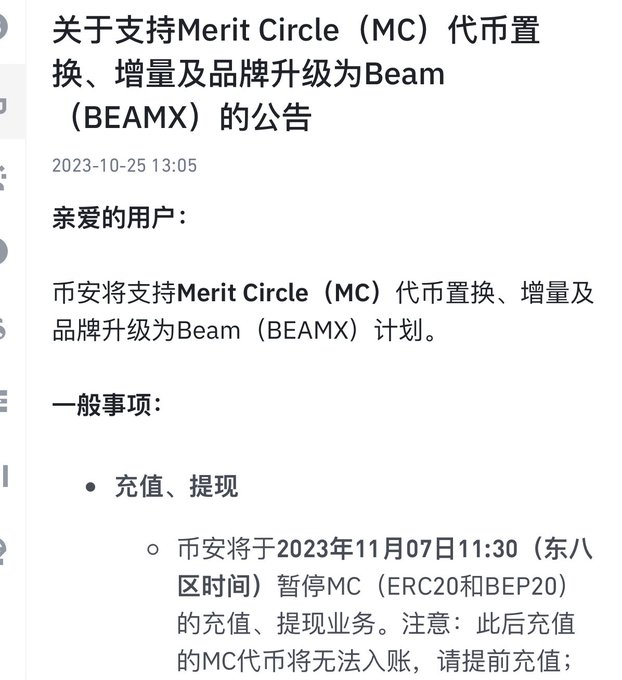 关于支持Merit Circle（MC）代币置
换、增量及品牌升级为Beam
（BEAMX）的公告
2023-10-25 13:05
亲爱的用户：
币安将支持Merit Circle（MC）代币置换、增量及
品牌升级为Beam（BEAMX）计划。
一般事项：
• 充值、提现
○ 币安将于2023年11月07日11:30（东八
区时间）暂停MC（ERC20和BEP20）
的充值、提现业务。注意：此后充值
的MC代币将无法入账，请提前充值；